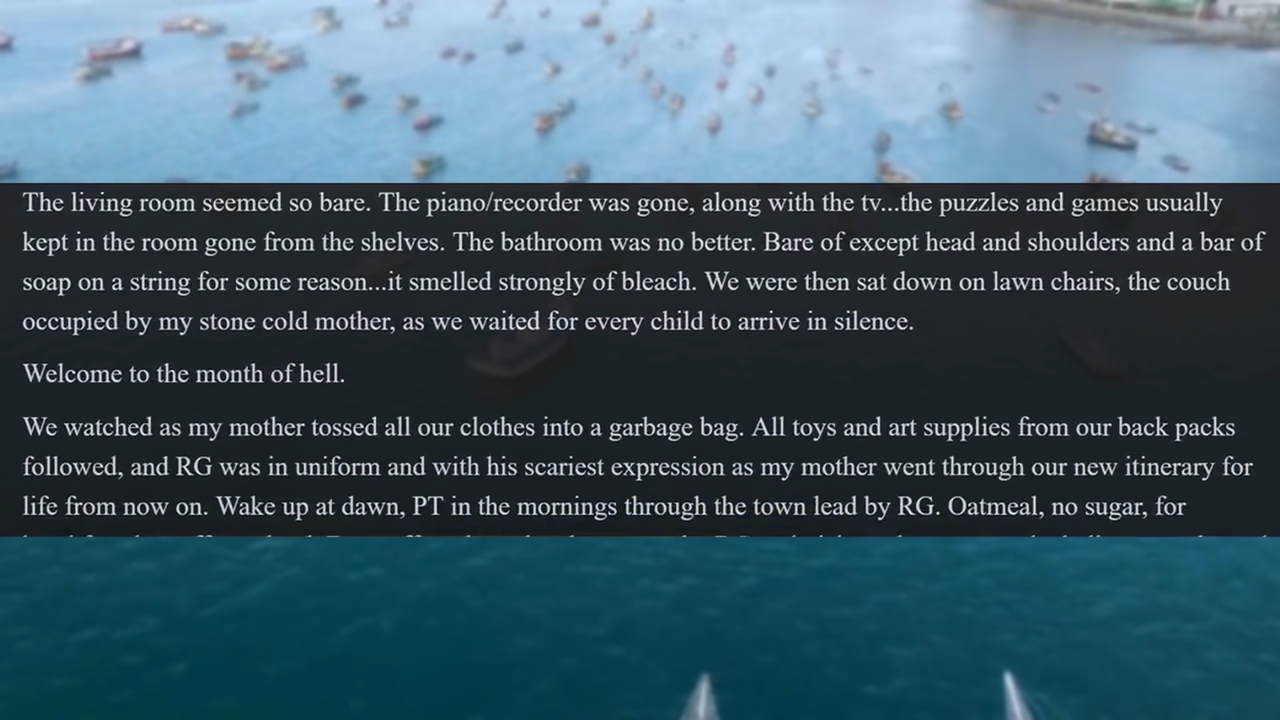 The living room seemed so bare. The piano/recorder was gone, along with the tv...the puzzles and games usually
kept in the room gone from the shelves. The bathroom was no better. Bare of except head and shoulders and a bar of
soap on a string for some reason...it smelled strongly of bleach. We were then sat down on lawn chairs, the couch
occupied by my stone cold mother, as we waited for every child to arrive in silence.
Welcome to the month of hell.
We watched as my mother tossed all our clothes into a garbage bag. All toys and art supplies from our back packs
followed, and RG was in uniform and with his scariest expression as my mother went through our new itinerary for
life from now on. Wake up at dawn, PT in the mornings through the town lead by RG. Oatmeal, no sugar, for